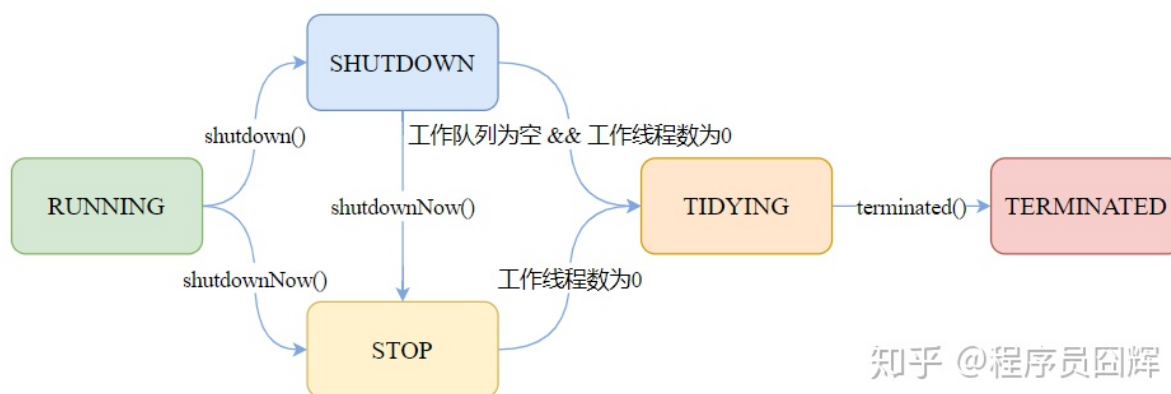 SHUTDOWN
shutdown()
工作队列为空 && 工作线程数为0
RUNNING
shutdownNow()
TIDYING
terminated()
TERMINATED
shutdownNow()
工作线程数为0
STOP
知乎 @程序员囧辉